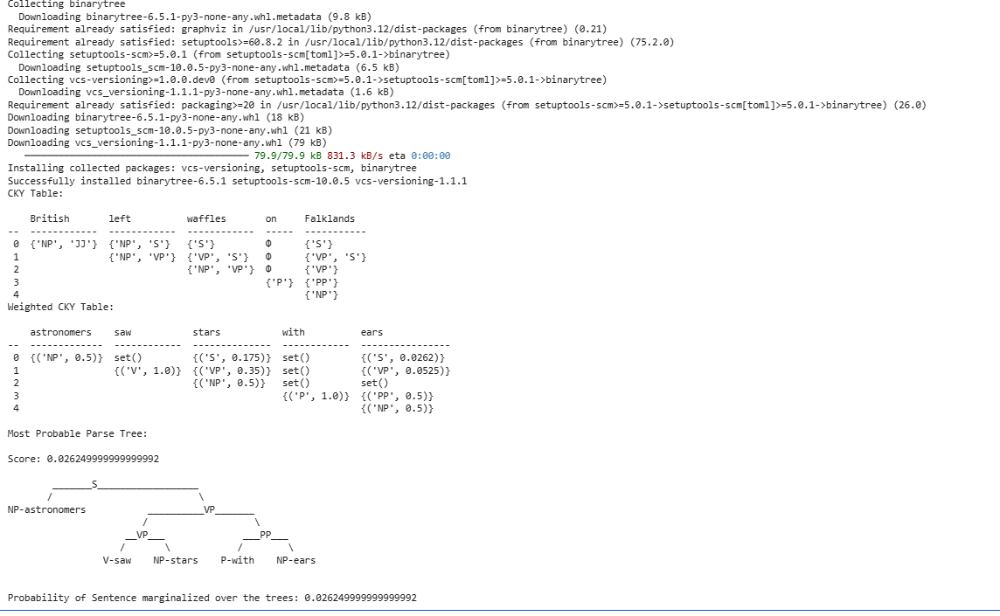 Collecting binarytree
  Downloading binarytree-6.5.1-py3-none-any.whl.metadata (9.8 kB)
Requirement already satisfied: graphviz in /usr/local/lib/python3.12/dist-packages (from binarytree) (0.21)
Requirement already satisfied: setuptools>=60.8.2 in /usr/local/lib/python3.12/dist-packages (from binarytree) (75.2.0)
Collecting setuptools-scm>=5.0.1 (from setuptools-scm[toml]>=5.0.1->binarytree)
  Downloading setuptools_scm-10.0.5-py3-none-any.whl.metadata (6.5 kB)
Collecting vcs-versioning>=1.0.0.dev0 (from setuptools-scm>=5.0.1->setuptools-scm[toml]>=5.0.1->binarytree)
  Downloading vcs_versioning-1.1.1-py3-none-any.whl.metadata (1.6 kB)
Requirement already satisfied: packaging>=20 in /usr/local/lib/python3.12/dist-packages (from setuptools-scm>=5.0.1->setuptools-scm[toml]>=5.0.1->binarytree) (26.0)
Downloading binarytree-6.5.1-py3-none-any.whl (18 kB)
Downloading setuptools_scm-10.0.5-py3-none-any.whl (21 kB)
Downloading vcs_versioning-1.1.1-py3-none-any.whl (79 kB)
   ━━━━━━━━━━━━━━━━━━━━━━━━━━━━━━━━━━━━━━━━ 79.9/79.9 kB 831.3 kB/s eta 0:00:00
Installing collected packages: vcs-versioning, setuptools-scm, binarytree
Successfully installed binarytree-6.5.1 setuptools-scm-10.0.5 vcs-versioning-1.1.1
CKY Table:

    British      left         waffles      on     Falklands
--  -----------  -----------  -----------  -----  -----------
 0  {'NP', 'JJ'}  {'NP', 'S'}  {'S'}        Φ      {'S'}
 1                {'NP', 'VP'}  {'VP', 'S'}  Φ      {'VP', 'S'}
 2                              {'NP', 'VP'}  Φ      {'VP'}
 3                                          {'P'}  {'PP'}
 4                                                 {'NP'}
Weighted CKY Table:

    astronomers    saw           stars          with          ears
--  -------------  ------------  -------------  ------------  ---------------
 0  {('NP', 0.5)}  set()         {('S', 0.175)}  set()         {('S', 0.0262)}
 1                 {('V', 1.0)}  {('VP', 0.35)}  set()         {('VP', 0.0525)}
 2                               {('NP', 0.5)}  set()         set()
 3                                              {('P', 1.0)}  {('PP', 0.5)}
 4                                                            {('NP', 0.5)}

Most Probable Parse Tree:

Score: 0.026249999999999992

       _______S__________________
      /                          \
NP-astronomers           __________VP_______
                        /                   \
                     __VP___              ___PP___
                    /       \            /        \
                 V-saw   NP-stars    P-with   NP-ears

Probability of Sentence marginalized over the trees: 0.026249999999999992